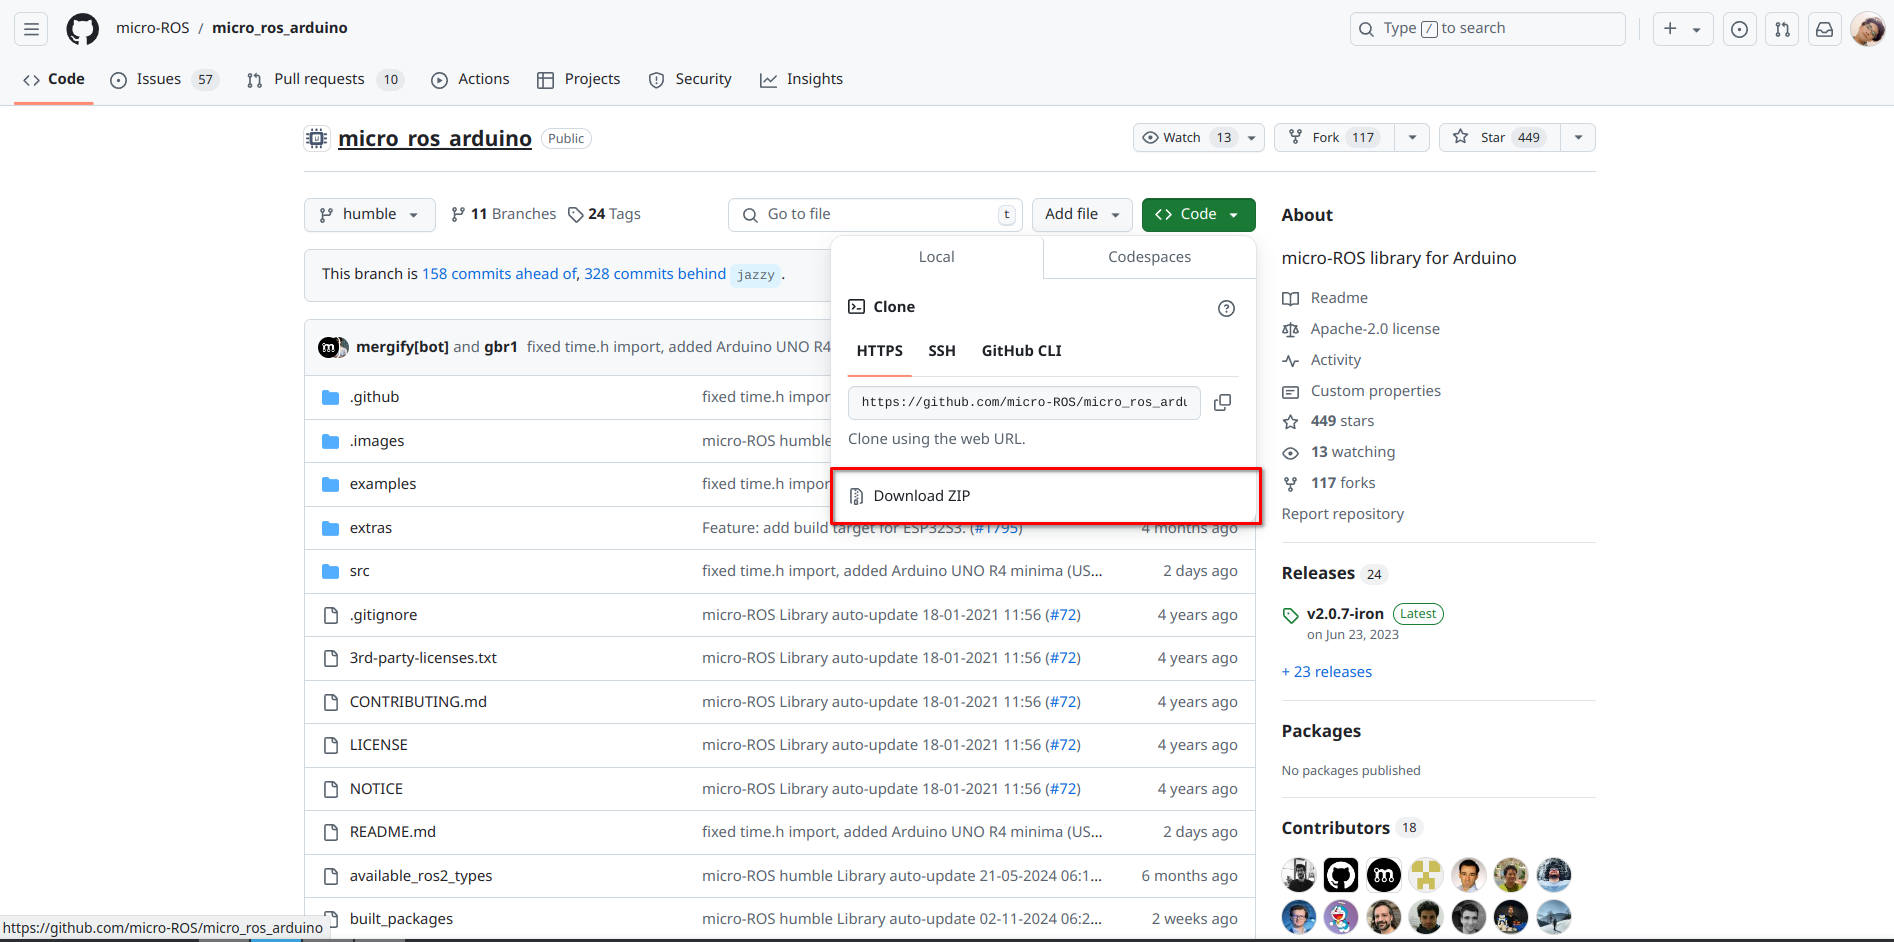 micro-ROS / micro_ros_arduino
Type / to search
Code
Issues 57
Pull requests 10
Actions
Projects
Security
Insights
micro_ros_arduino Public
Watch 13
Fork 117
Star 449
humble
11 Branches
24 Tags
Go to file t
Add file
Code
This branch is 158 commits ahead of, 328 commits behind jazzy .
mergify[bot] and gbr1 fixed time.h import, added Arduino UNO R4
.github fixed time.h impor
.images micro-ROS humble
examples fixed time.h impor
extras Feature: add build target for ESP32S3. (#1795) 4 months ago
src fixed time.h import, added Arduino UNO R4 minima (US... 2 days ago
.gitignore micro-ROS Library auto-update 18-01-2021 11:56 (#72) 4 years ago
3rd-party-licenses.txt micro-ROS Library auto-update 18-01-2021 11:56 (#72) 4 years ago
CONTRIBUTING.md micro-ROS Library auto-update 18-01-2021 11:56 (#72) 4 years ago
LICENSE micro-ROS Library auto-update 18-01-2021 11:56 (#72) 4 years ago
NOTICE micro-ROS Library auto-update 18-01-2021 11:56 (#72) 4 years ago
README.md fixed time.h import, added Arduino UNO R4 minima (US... 2 days ago
available_ros2_types micro-ROS humble Library auto-update 21-05-2024 06:1... 6 months ago
built_packages micro-ROS humble Library auto-update 02-11-2024 06:2... 2 weeks ago
Local
Codespaces
Clone
HTTPS SSH GitHub CLI
https://github.com/micro-ROS/micro_ros_ardu
Clone using the web URL.
Download ZIP
About
micro-ROS library for Arduino
Readme
Apache-2.0 license
Activity
Custom properties
449 stars
13 watching
117 forks
Report repository
Releases 24
v2.0.7-iron Latest
on Jun 23, 2023
+ 23 releases
Packages
No packages published
Contributors 18
https://github.com/micro-ROS/micro_ros_arduino